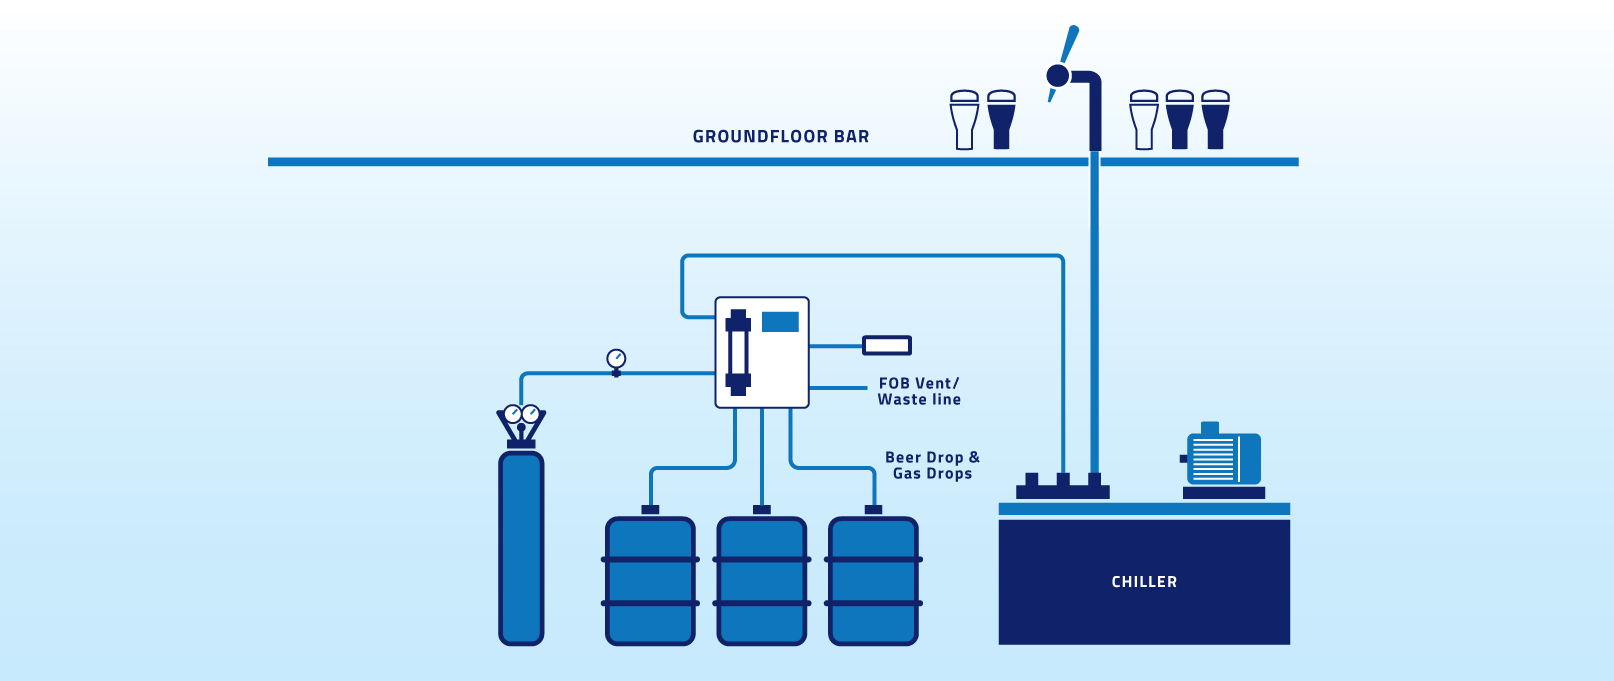 GROUNDFLOOR BAR
FOB Vent/
Waste line
Beer Drop &
Gas Drops
CHILLER